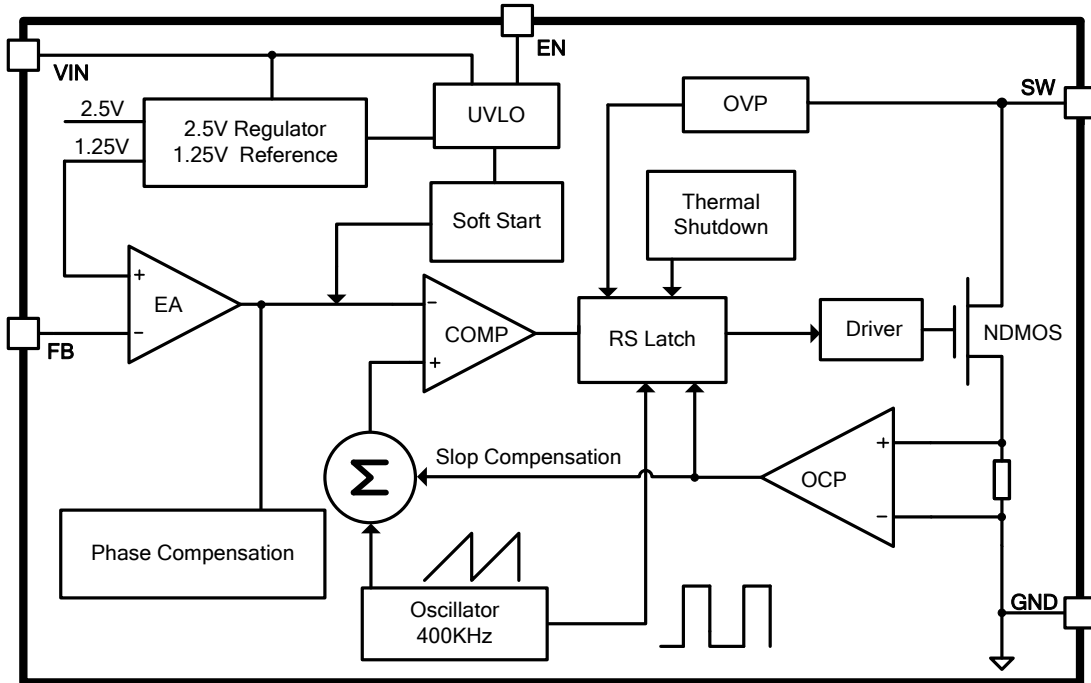 EN
VIN
SW
2.5V
1.25V
2.5V Regulator
1.25V Reference
UVLO
OVP
Soft Start
Thermal
Shutdown
+
EA
−
FB
−
COMP
+
RS Latch
Driver
NDMOS
Slop Compensation
Σ
+
OCP
−
Phase Compensation
Oscillator
400KHz
GND